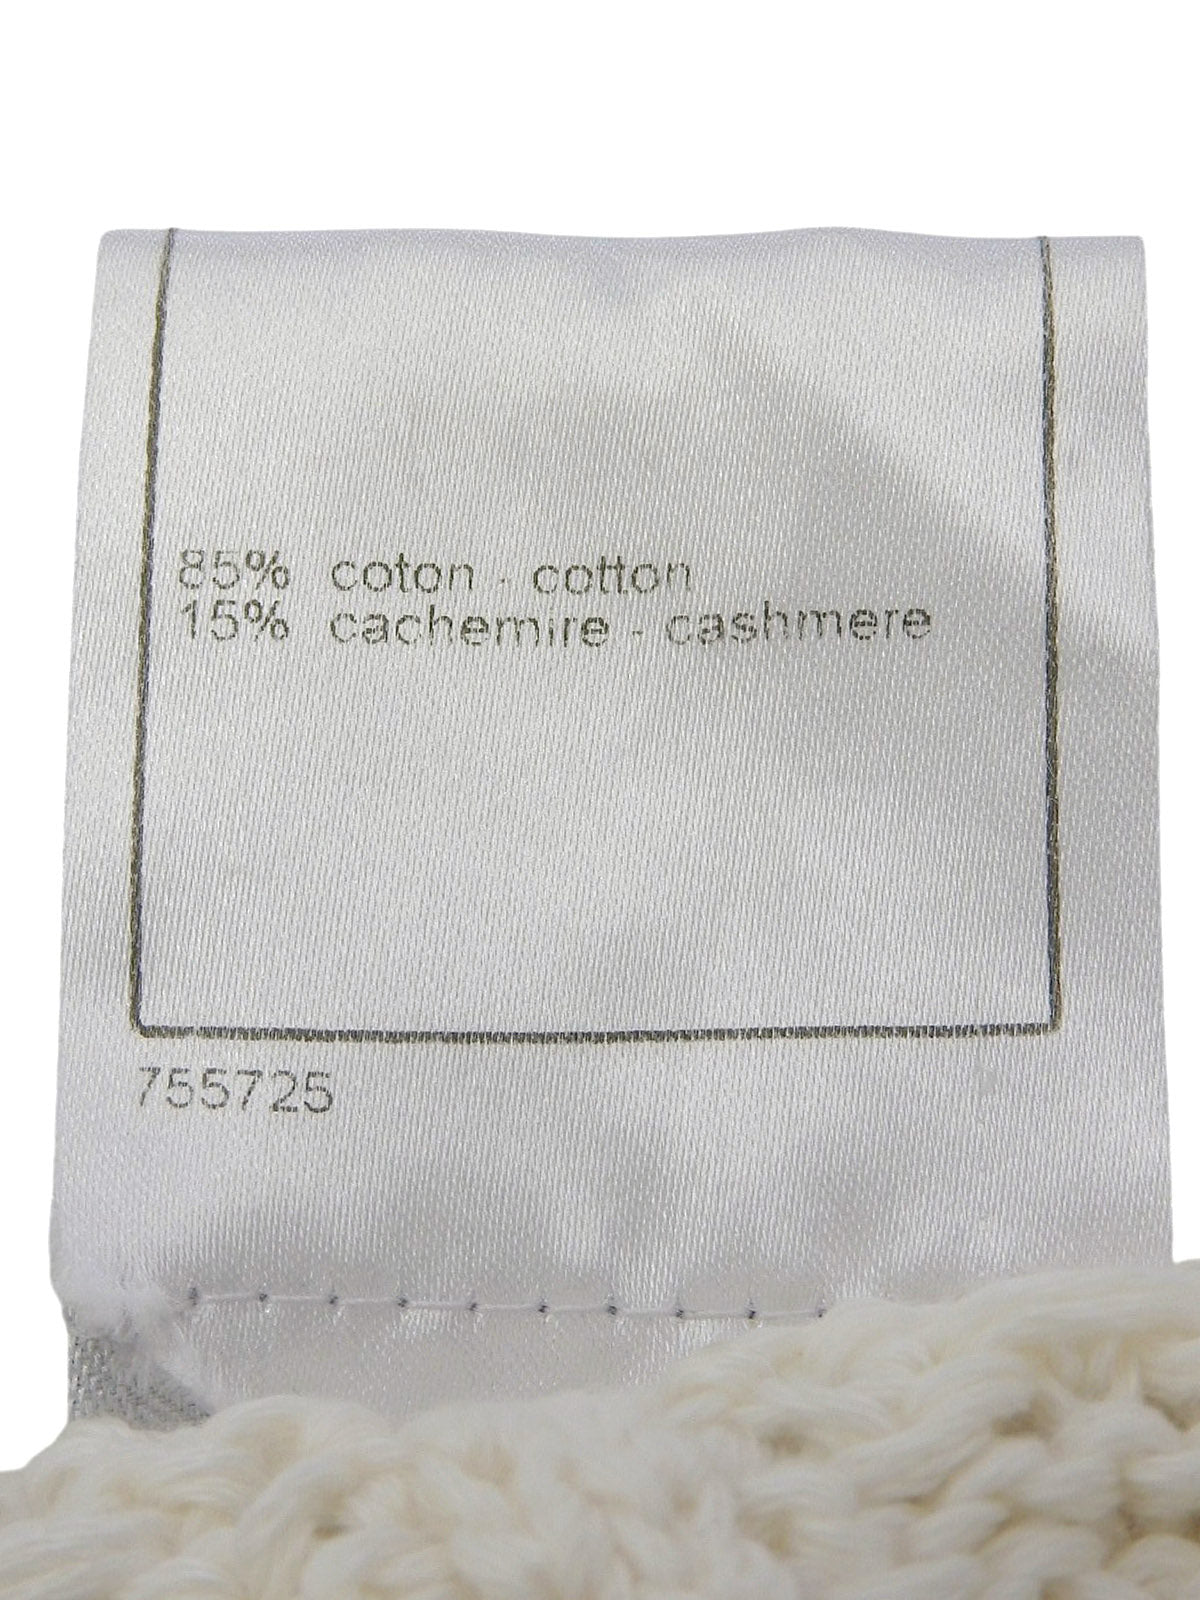 85% coton - cotton
15% cachemire - cashmere
755725